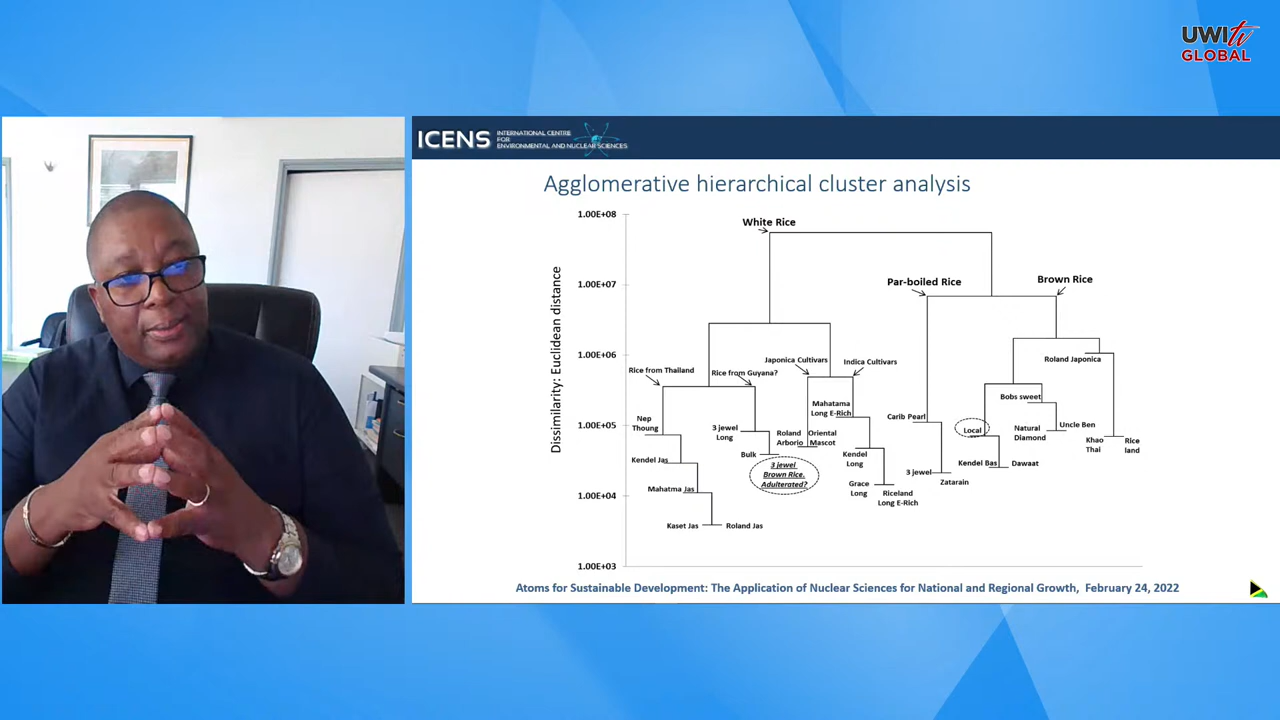 UWI tv
GLOBAL
ICENS
INTERNATIONAL CENTRE
FOR
ENVIRONMENTAL AND NUCLEAR SCIENCES
Agglomerative hierarchical cluster analysis
Dissimilarity: Euclidean distance
1.00E+08
1.00E+07
1.00E+06
1.00E+05
1.00E+04
1.00E+03
White Rice
Par-boiled Rice
Brown Rice
Rice from Thailand
Rice from Guyana?
Japonica Cultivars
Indica Cultivars
Roland Japonica
Nep
Thoung
Kendel Jas
Mahatma Jas
Kaset Jas
Roland Jas
3 jewel
Long
Bulk
3 jewel
Brown Rice.
Adulterated?
Roland
Arborio
Oriental
Mascot
Mahatama
Long E-Rich
Kendel
Long
Grace
Long
Riceland
Long E-Rich
Carib Pearl
3 jewel
Zatarain
Local
Kendel Bas
Dawaat
Bobs sweet
Natural
Diamond
Uncle Ben
Khao
Thai
Rice
land
Atoms for Sustainable Development: The Application of Nuclear Sciences for National and Regional Growth, February 24, 2022